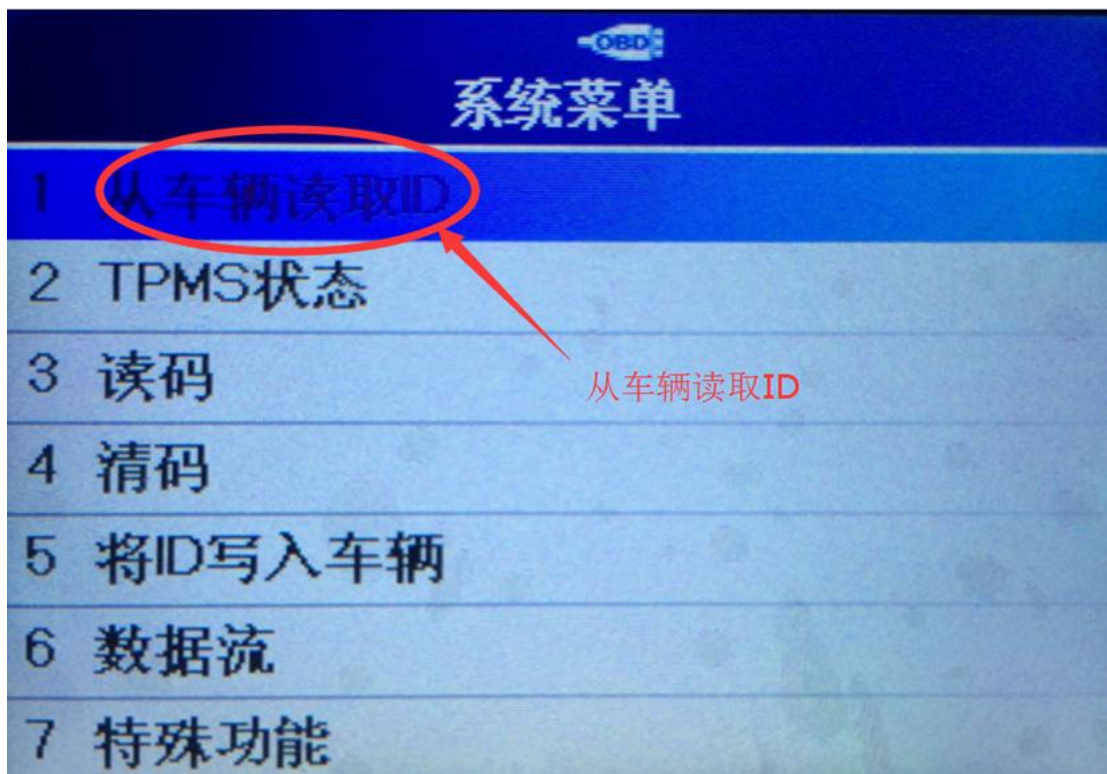 OBD
系统菜单
1 从车辆读取ID
2 TPMS状态
3 读码
从车辆读取ID
4 清码
5 将ID写入车辆
6 数据流
7 特殊功能